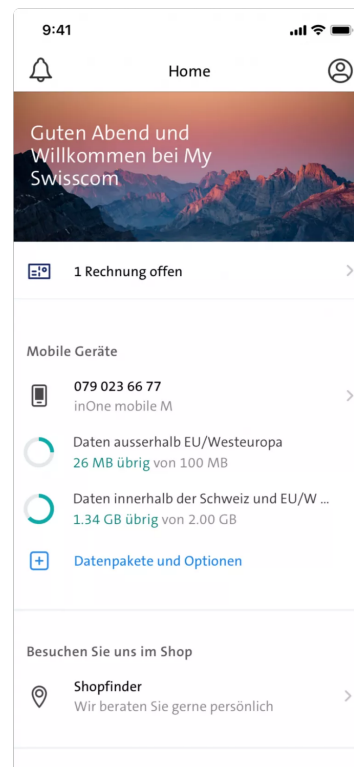 9:41
Home
Guten Abend und
Willkommen bei My
Swisscom
1 Rechnung offen
Mobile Geräte
079 023 66 77
inOne mobile M
Daten ausserhalb EU/Westeuropa
26 MB übrig von 100 MB
Daten innerhalb der Schweiz und EU/W ...
1.34 GB übrig von 2.00 GB
Datenpakete und Optionen
Besuchen Sie uns im Shop
Shopfinder
Wir beraten Sie gerne persönlich